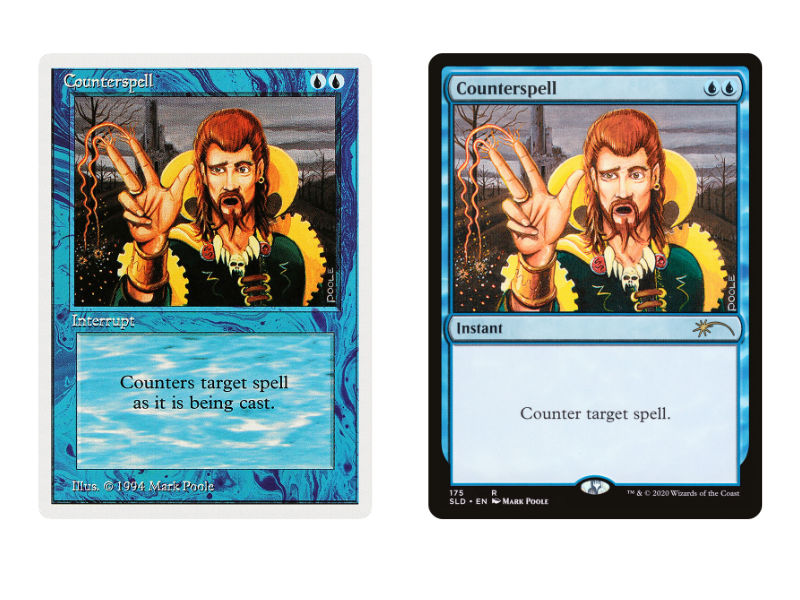 Counterspell
POOLE
Interrupt
Counters target spell
as it is being cast.
Illus. © 1994 Mark Poole
Counterspell
POOLE
Instant
Counter target spell.
175 R
SLD • EN Mark Poole
™ & © 2020 Wizards of the Coast